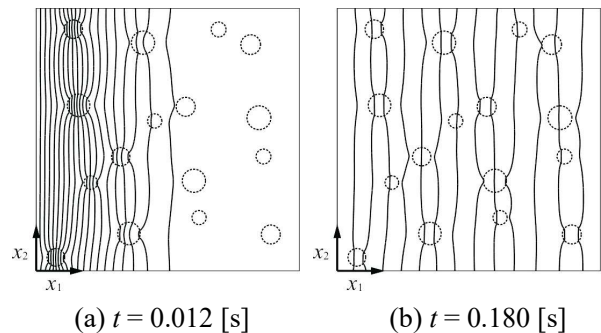 x₂
x₁
x₂
x₁
(a) t = 0.012 [s]
(b) t = 0.180 [s]